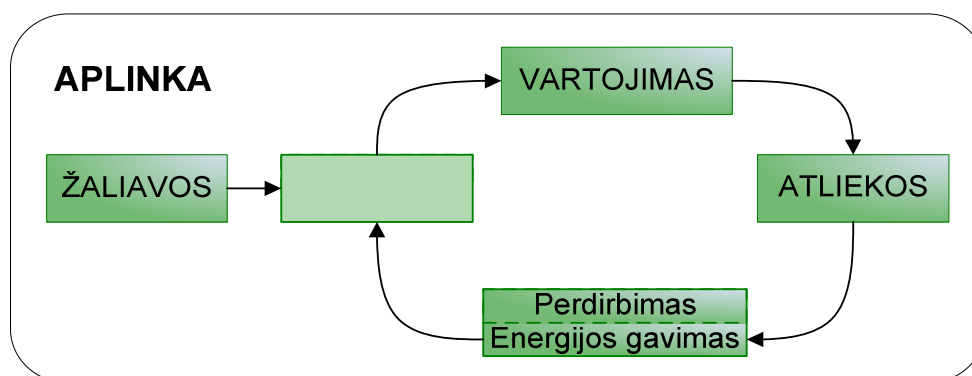 APLINKA
VARTOJIMAS
ŽALIAVOS
ATLIEKOS
Perdirbimas
Energijos gavimas